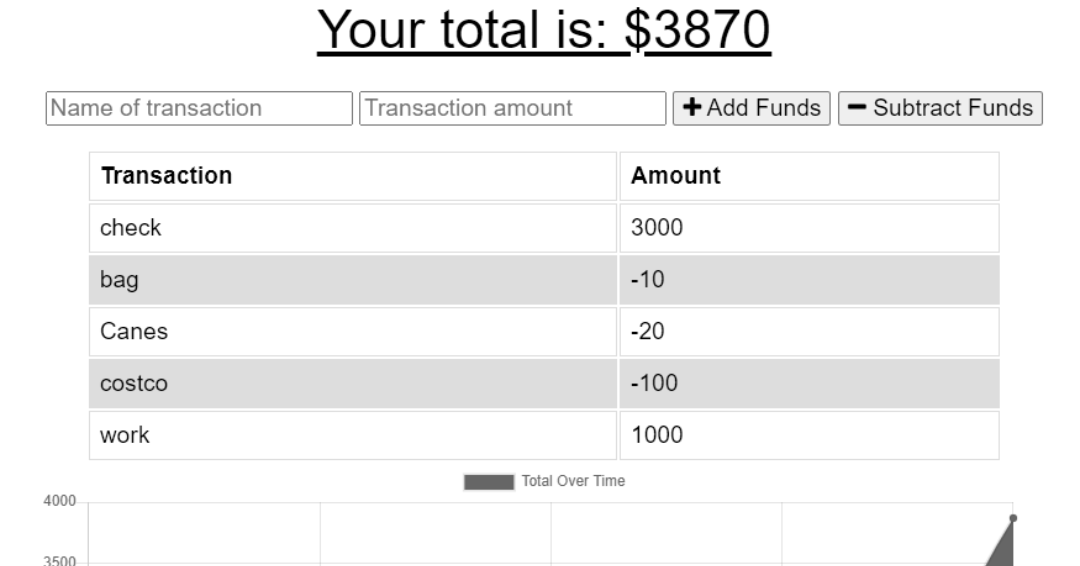 Your total is: $3870
Name of transaction Transaction amount Add Funds Subtract Funds
Transaction Amount
check 3000
bag -10
Canes -20
costco -100
work 1000
Total Over Time
4000
3500